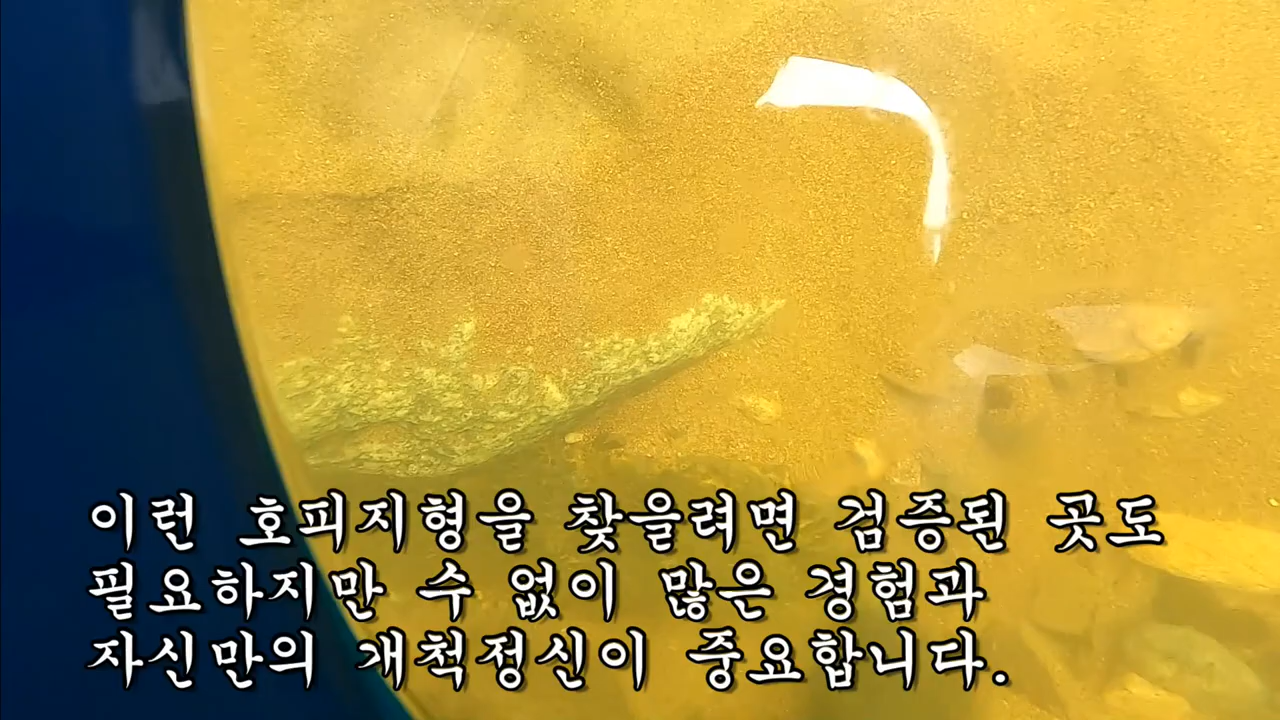 이런 호피지형을 찾을려면 검증된 곳도
필요하지만 수 없이 많은 경험과
자신만의 개척정신이 중요합니다.